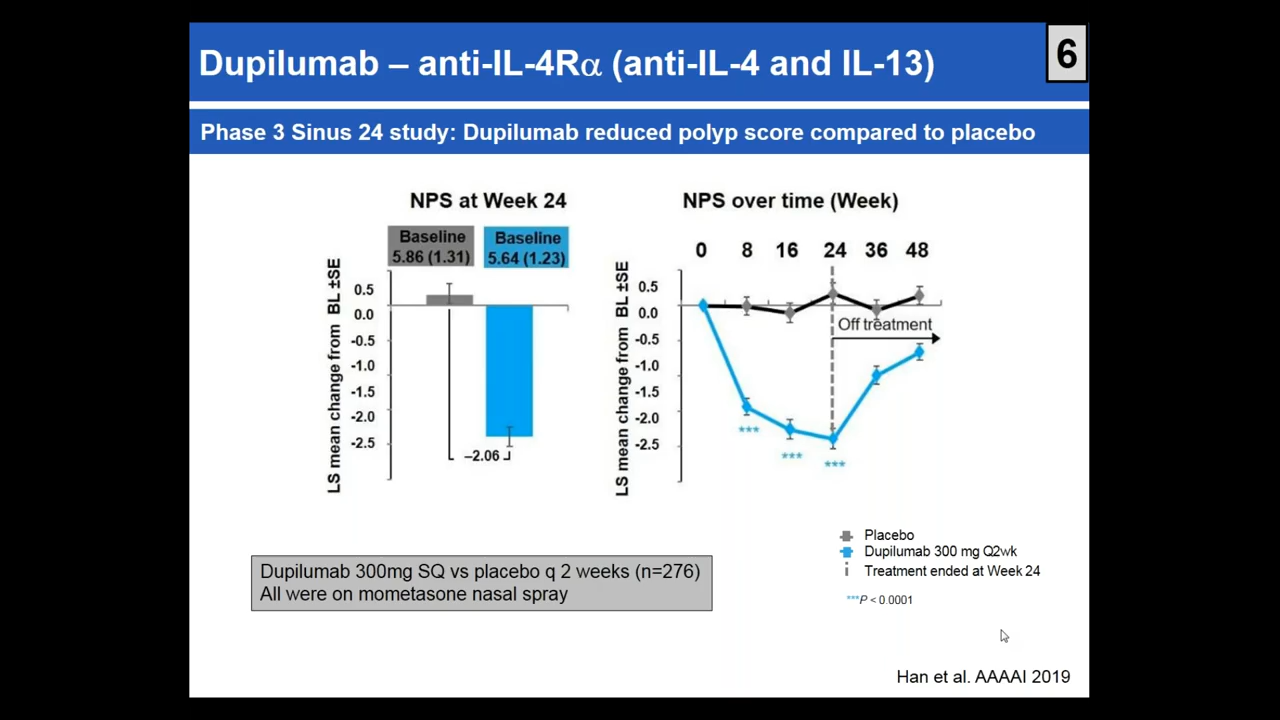 Dupilumab – anti-IL-4Rα (anti-IL-4 and IL-13)
6
Phase 3 Sinus 24 study: Dupilumab reduced polyp score compared to placebo
NPS at Week 24
Baseline
5.86 (1.31)
Baseline
5.64 (1.23)
LS mean change from BL ±SE
0.5
0.0
-0.5
-1.0
-1.5
-2.0
-2.5
–2.06
NPS over time (Week)
0 8 16 24 36 48
LS mean change from BL ±SE
0.5
0.0
-0.5
-1.0
-1.5
-2.0
-2.5
Off treatment
***
***
***
Placebo
Dupilumab 300 mg Q2wk
Treatment ended at Week 24
***P < 0.0001
Dupilumab 300mg SQ vs placebo q 2 weeks (n=276)
All were on mometasone nasal spray
Han et al. AAAAI 2019